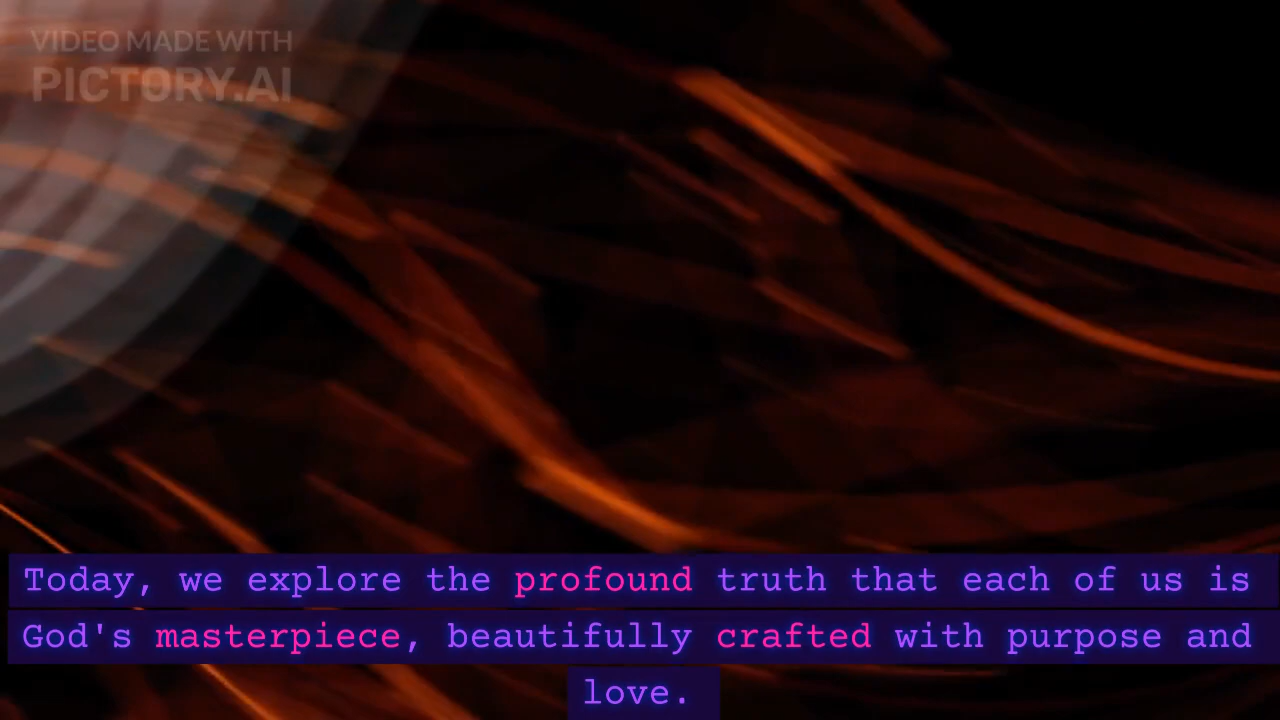 VIDEO MADE WITH
PICTORY.AI
Today, we explore the profound truth that each of us is
God's masterpiece, beautifully crafted with purpose and
love.